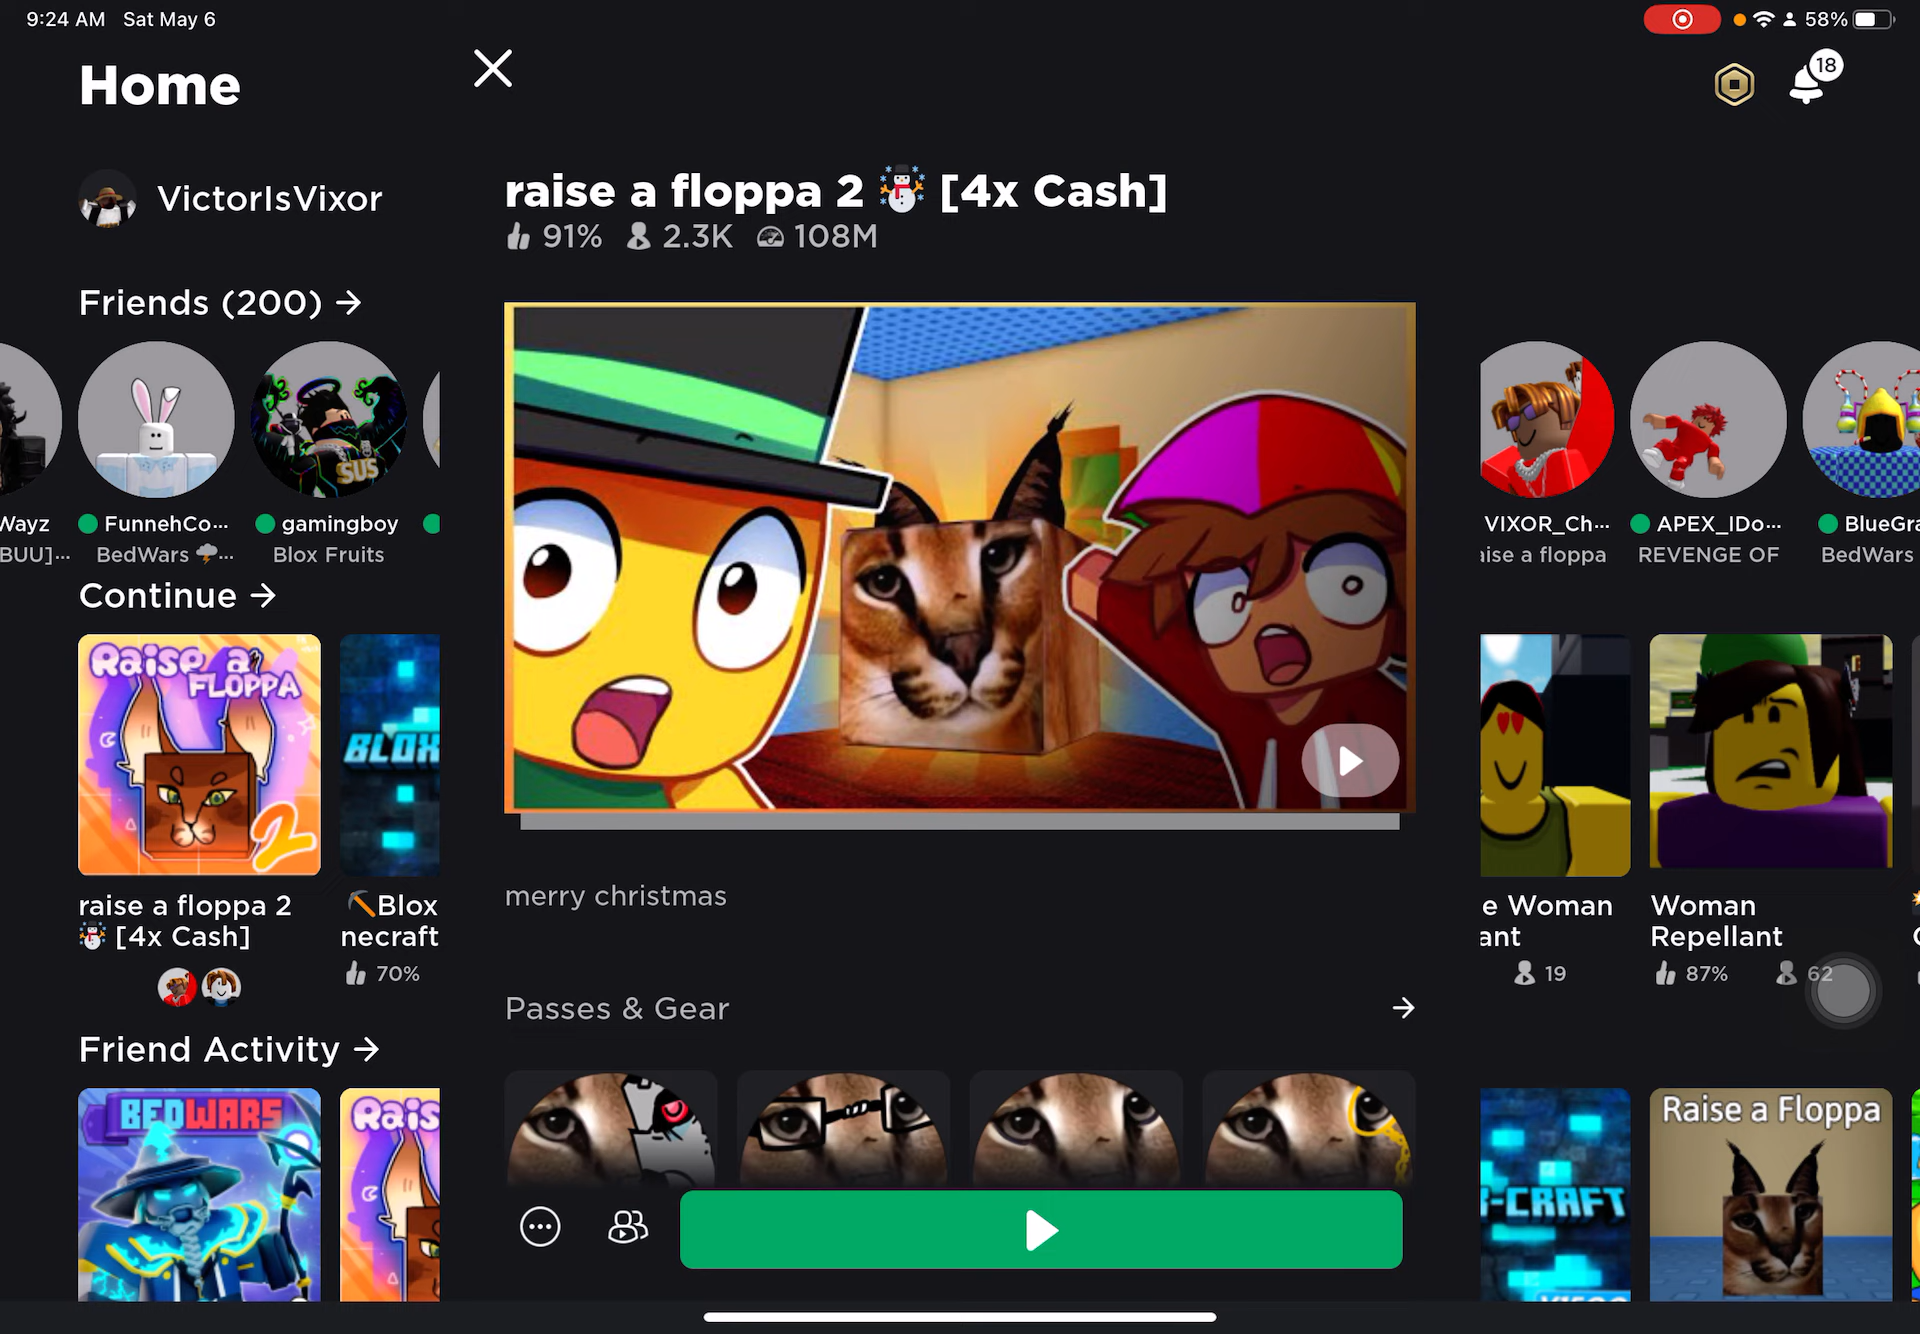 9:24 AM Sat May 6
58%
Home
18
VictorIsVixor
raise a floppa 2 ☃️ [4x Cash]
91% 2.3K 108M
Friends (200) →
SUS
Wayz
FunnehCo...
gamingboy
VIXOR_Ch...
APEX_IDo...
BlueGra
BUU]...
BedWars 🌩️...
Blox Fruits
aise a floppa
REVENGE OF
BedWars
Continue →
Raise a
FLOPPA
2
BLOX
raise a floppa 2
☃️ [4x Cash]
⛏️Blox
necraft
70%
e Woman
ant
19
Woman
Repellant
87% 62
merry christmas
Passes & Gear →
Friend Activity →
BEDWARS
Rais
-CRAFT
Raise a Floppa